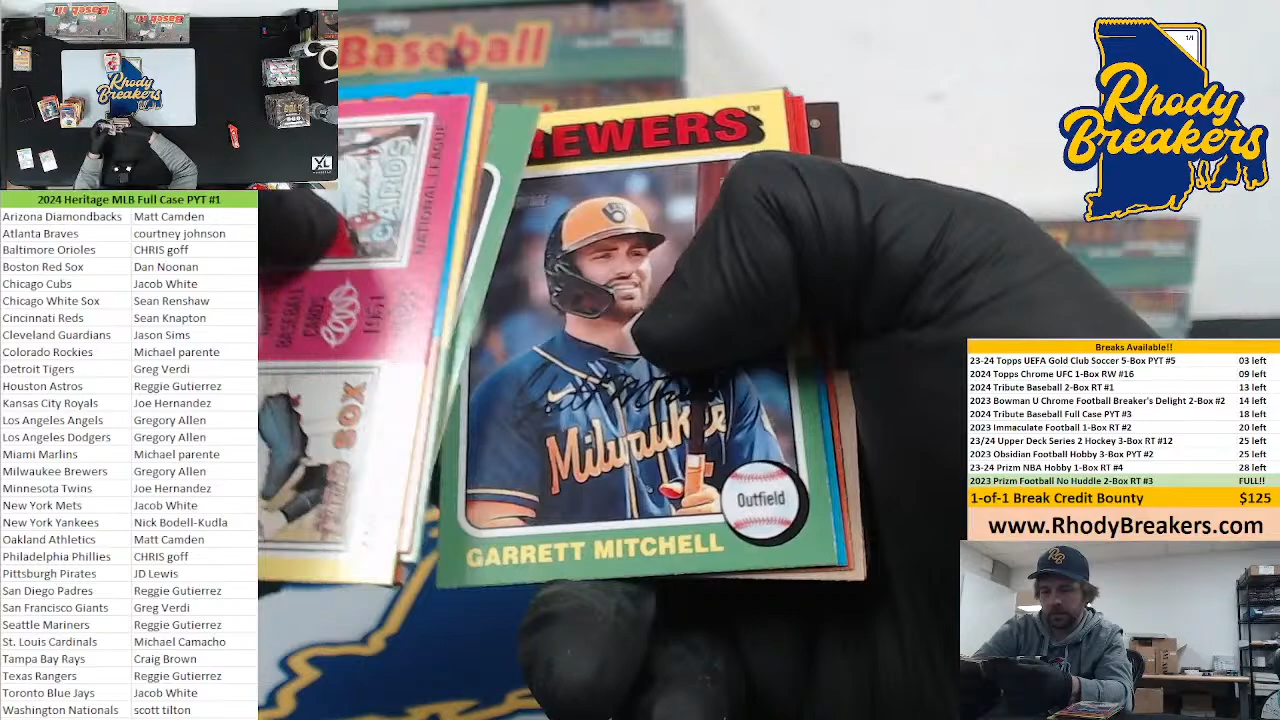 Baseball
Baseball
Rhody
Breakers
XL
2024 Heritage MLB Full Case PYT #1
Arizona Diamondbacks Matt Camden
Atlanta Braves courtney johnson
Baltimore Orioles CHRIS goff
Boston Red Sox Dan Noonan
Chicago Cubs Jacob White
Chicago White Sox Sean Renshaw
Cincinnati Reds Sean Knapton
Cleveland Guardians Jason Sims
Colorado Rockies Michael parente
Detroit Tigers Greg Verdi
Houston Astros Reggie Gutierrez
Kansas City Royals Joe Hernandez
Los Angeles Angels Gregory Allen
Los Angeles Dodgers Gregory Allen
Miami Marlins Michael parente
Milwaukee Brewers Gregory Allen
Minnesota Twins Joe Hernandez
New York Mets Jacob White
New York Yankees Nick Bodell-Kudla
Oakland Athletics Matt Camden
Philadelphia Phillies CHRIS goff
Pittsburgh Pirates JD Lewis
San Diego Padres Reggie Gutierrez
San Francisco Giants Greg Verdi
Seattle Mariners Reggie Gutierrez
St. Louis Cardinals Michael Camacho
Tampa Bay Rays Craig Brown
Texas Rangers Reggie Gutierrez
Toronto Blue Jays Jacob White
Washington Nationals scott tilton
Baseball
CARDS
NATIONAL LEAGUE
BASEBALL
CARDS
1951
SOX
REWERS™
Milwaukee
Outfield
GARRETT MITCHELL
1/1
Rhody
Breakers
Breaks Available!!
23-24 Topps UEFA Gold Club Soccer 5-Box PYT #5 03 left
2024 Topps Chrome UFC 1-Box RW #16 09 left
2024 Tribute Baseball 2-Box RT #1 13 left
2023 Bowman U Chrome Football Breaker's Delight 2-Box #2 14 left
2024 Tribute Baseball Full Case PYT #3 18 left
2023 Immaculate Football 1-Box RT #2 20 left
23/24 Upper Deck Series 2 Hockey 3-Box RT #12 25 left
2023 Obsidian Football Hobby 3-Box PYT #2 25 left
23-24 Prizm NBA Hobby 1-Box RT #4 28 left
2023 Prizm Football No Huddle 2-Box RT #3 FULL!!
1-of-1 Break Credit Bounty $125
www.RhodyBreakers.com
RB